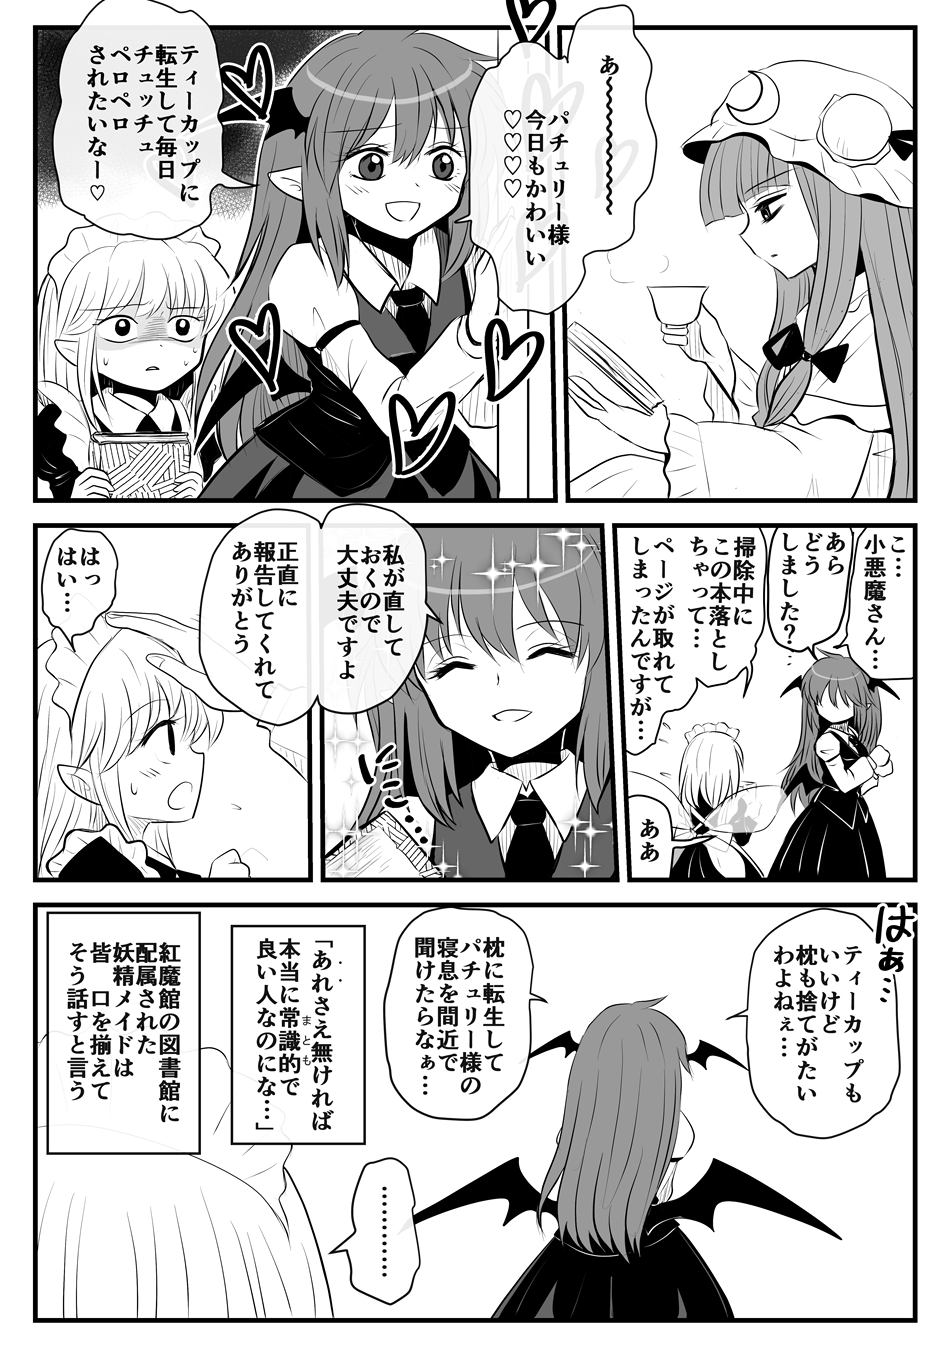 あ〜〜〜〜〜
パチュリー様
今日もかわいい
♡♡♡♡
ティーカップに
転生して毎日
チュッチュ
ペロペロ
されたいなー♡
こ…
小悪魔さん…
あら
どう
しました？
掃除中に
この本落とし
ちゃって…
ページが取れて
しまったんですが…
ああ
私が直して
おくので
大丈夫ですよ
にこ……
正直に
報告してくれて
ありがとう
はっ
はい…
はぁ…
ティーカップも
いいけど
枕も捨てがたい
わよねぇ…
枕に転生して
パチュリー様の
寝息を間近で
聞けたらなぁ…
…………
「あれさえ無ければ
本当に常識的で
まとも
良い人なのにな…」
紅魔館の図書館に
配属された
妖精メイドは
皆　口を揃えて
そう話すと言う